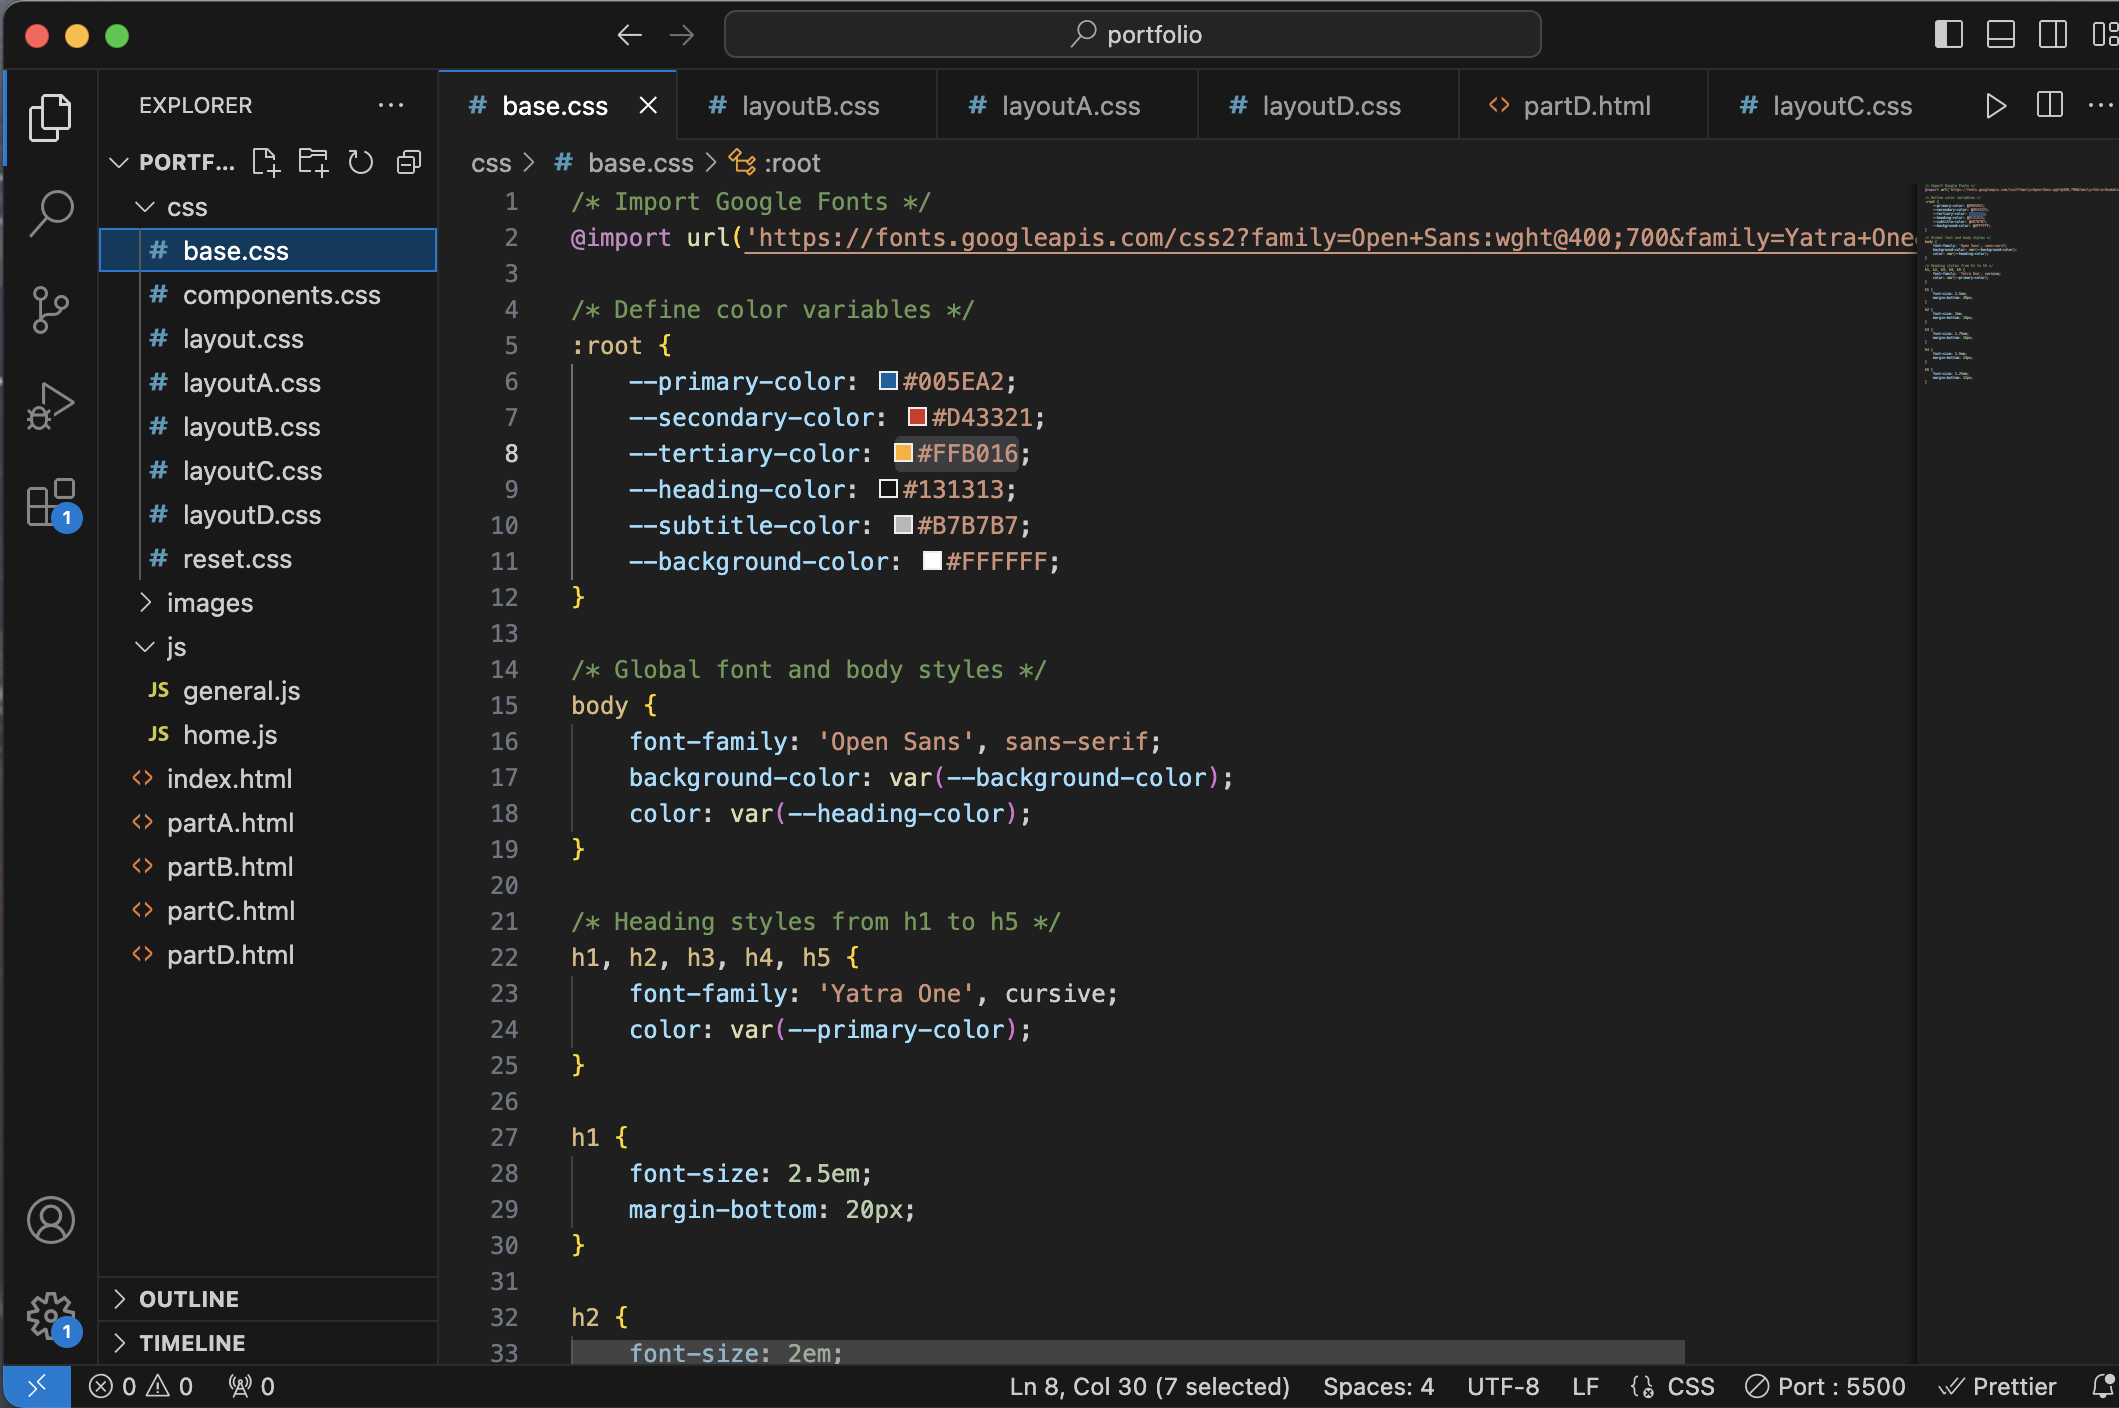 portfolio
EXPLORER
PORTF...
css
# base.css
# components.css
# layout.css
# layoutA.css
# layoutB.css
# layoutC.css
# layoutD.css
# reset.css
images
js
JS general.js
JS home.js
<> index.html
<> partA.html
<> partB.html
<> partC.html
<> partD.html
OUTLINE
TIMELINE
1
1
# base.css
# layoutB.css
# layoutA.css
# layoutD.css
<> partD.html
# layoutC.css
css > # base.css > :root
1 /* Import Google Fonts */
2 @import url('https://fonts.googleapis.com/css2?family=Open+Sans:wght@400;700&family=Yatra+One
3
4 /* Define color variables */
5 :root {
6 --primary-color: #005EA2;
7 --secondary-color: #D43321;
8 --tertiary-color: #FFB016;
9 --heading-color: #131313;
10 --subtitle-color: #B7B7B7;
11 --background-color: #FFFFFF;
12 }
13
14 /* Global font and body styles */
15 body {
16 font-family: 'Open Sans', sans-serif;
17 background-color: var(--background-color);
18 color: var(--heading-color);
19 }
20
21 /* Heading styles from h1 to h5 */
22 h1, h2, h3, h4, h5 {
23 font-family: 'Yatra One', cursive;
24 color: var(--primary-color);
25 }
26
27 h1 {
28 font-size: 2.5em;
29 margin-bottom: 20px;
30 }
31
32 h2 {
33 font-size: 2em;
0 0 0
Ln 8, Col 30 (7 selected) Spaces: 4 UTF-8 LF CSS Port : 5500 Prettier